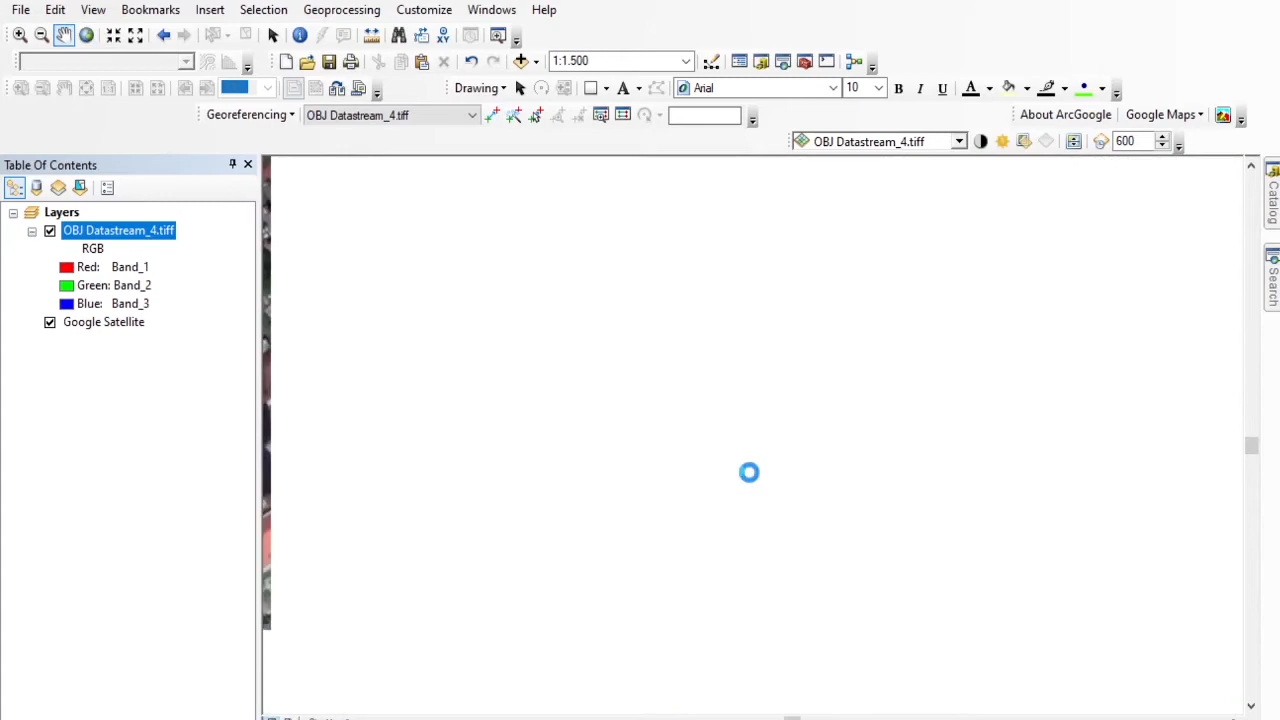 File Edit View Bookmarks Insert Selection Geoprocessing Customize Windows Help
1:1.500
Drawing A Arial 10 B I U A
Georeferencing OBJ Datastream_4.tiff About ArcGoogle Google Maps
OBJ Datastream_4.tiff 600
Table Of Contents
Layers
OBJ Datastream_4.tiff
RGB
Red: Band_1
Green: Band_2
Blue: Band_3
Google Satellite
Catalog
Search